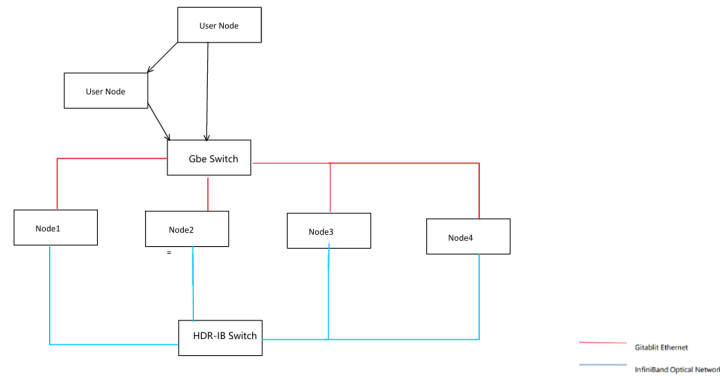 User Node
User Node
Gbe Switch
Node1
Node2
=
Node3
Node4
HDR-IB Switch
Gitablit Ethernet
InfiniBand Optical Network